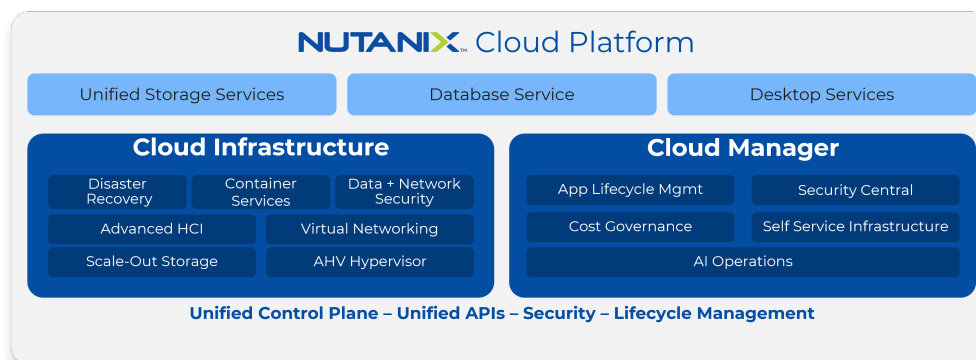 NUTANIX™ Cloud Platform
Unified Storage Services
Database Service
Desktop Services
Cloud Infrastructure
Disaster
Recovery
Container
Services
Data + Network
Security
Advanced HCI
Virtual Networking
Scale-Out Storage
AHV Hypervisor
Cloud Manager
App Lifecycle Mgmt
Security Central
Cost Governance
Self Service Infrastructure
AI Operations
Unified Control Plane – Unified APIs – Security – Lifecycle Management